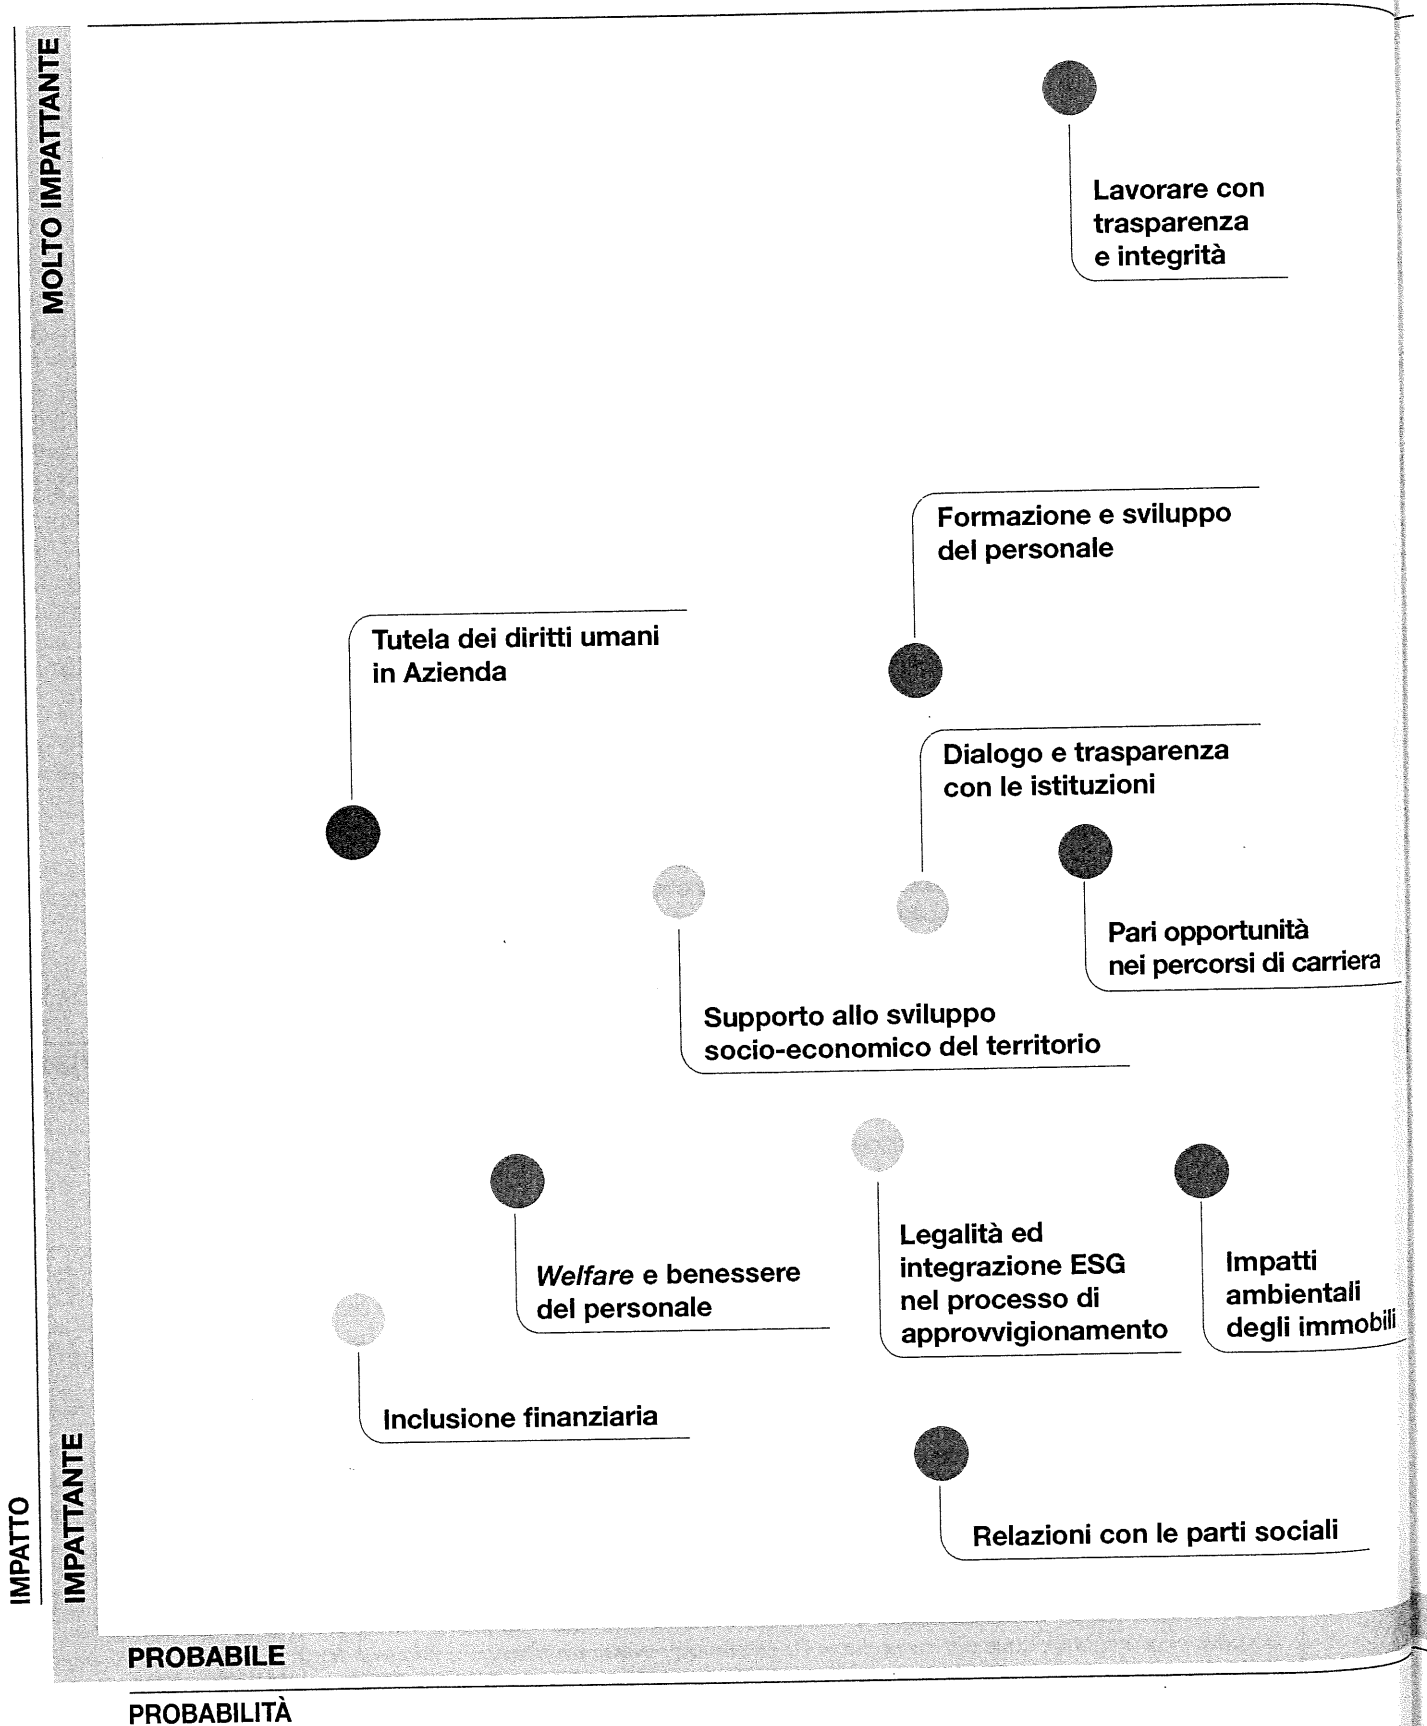 MOLTO IMPATTANTE
Lavorare con
trasparenza
e integrità
Formazione e sviluppo
del personale
Tutela dei diritti umani
in Azienda
Dialogo e trasparenza
con le istituzioni
Pari opportunità
nei percorsi di carriera
Supporto allo sviluppo
socio-economico del territorio
Legalità ed
integrazione ESG
nel processo di
approvvigionamento
Impatti
ambientali
degli immobili
Welfare e benessere
del personale
Inclusione finanziaria
Relazioni con le parti sociali
IMPATTANTE
IMPATTO
PROBABILE
PROBABILITÀ